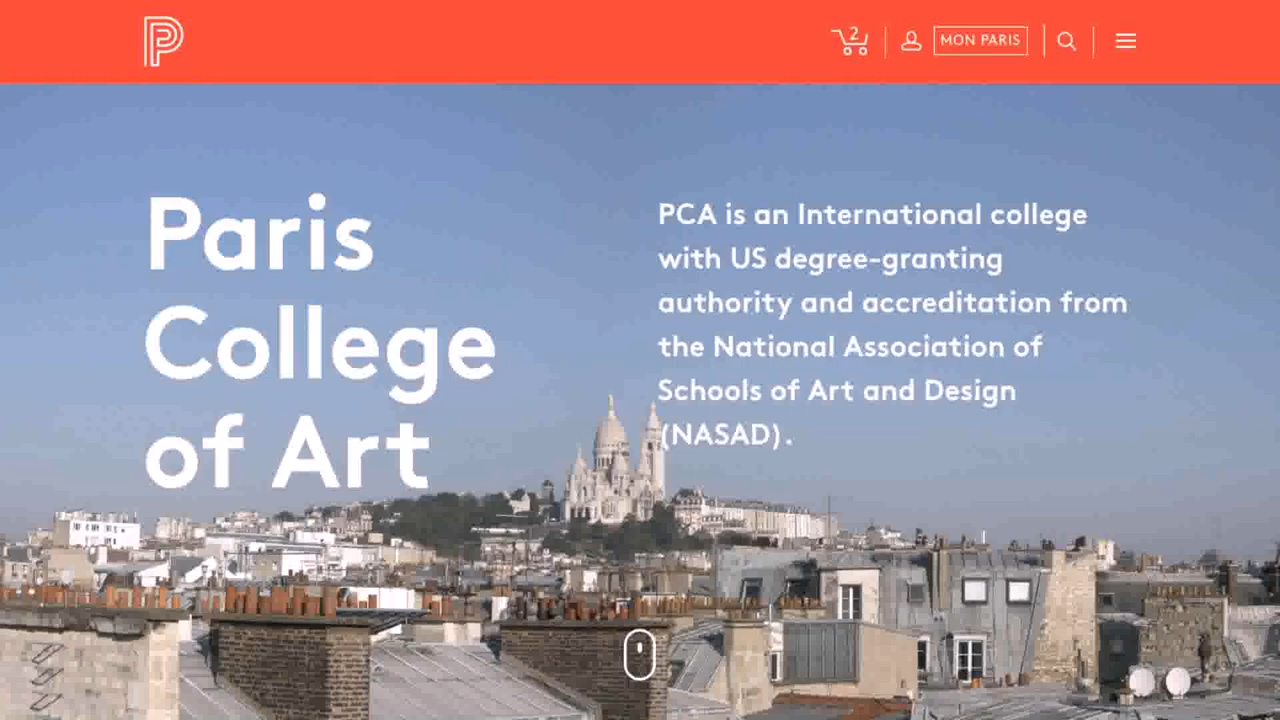 P
2
MON PARIS
Paris
College
of Art
PCA is an International college
with US degree-granting
authority and accreditation from
the National Association of
Schools of Art and Design
(NASAD).